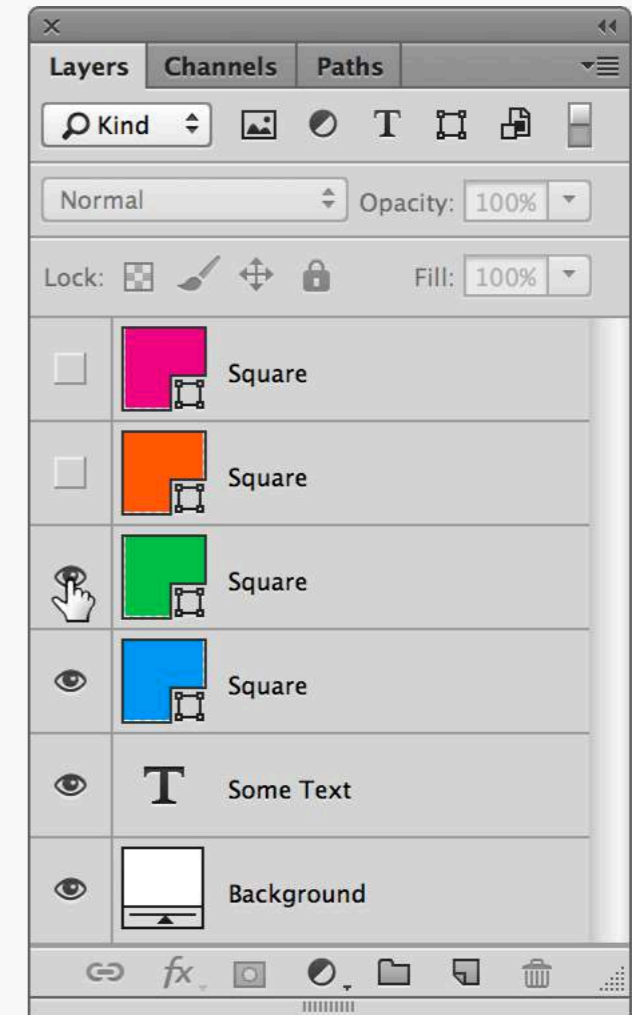 Layers Channels Paths
Kind T
Normal Opacity: 100%
Lock: Fill: 100%
Square
Square
Square
Square
T Some Text
Background
fx